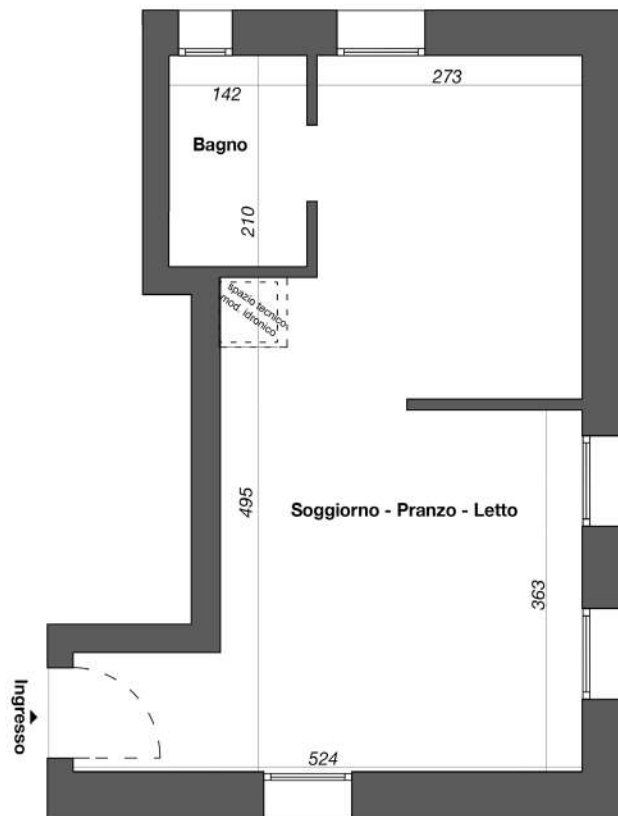 142
273
Bagno
210
spazio tecnico
mod. idronico
495
Soggiorno - Pranzo - Letto
363
Ingresso
524